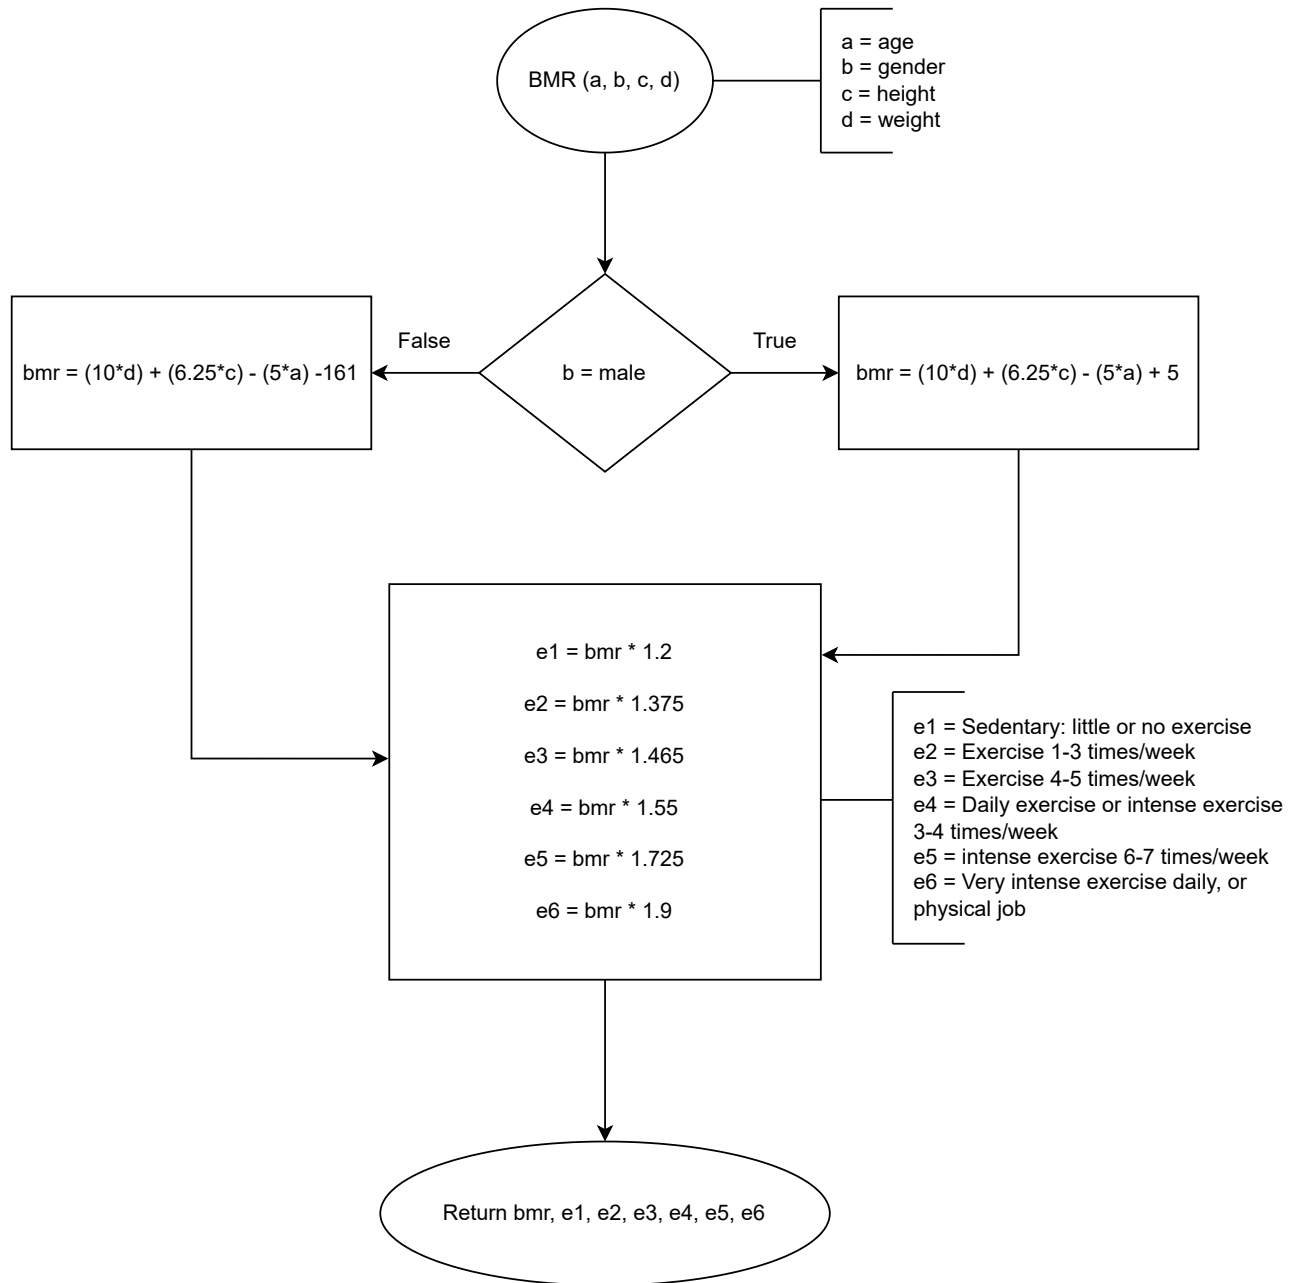 BMR (a, b, c, d)
a = age
b = gender
c = height
d = weight
False
True
bmr = (10*d) + (6.25*c) - (5*a) -161
b = male
bmr = (10*d) + (6.25*c) - (5*a) + 5
e1 = bmr * 1.2
e2 = bmr * 1.375
e3 = bmr * 1.465
e4 = bmr * 1.55
e5 = bmr * 1.725
e6 = bmr * 1.9
e1 = Sedentary: little or no exercise
e2 = Exercise 1-3 times/week
e3 = Exercise 4-5 times/week
e4 = Daily exercise or intense exercise
3-4 times/week
e5 = intense exercise 6-7 times/week
e6 = Very intense exercise daily, or
physical job
Return bmr, e1, e2, e3, e4, e5, e6